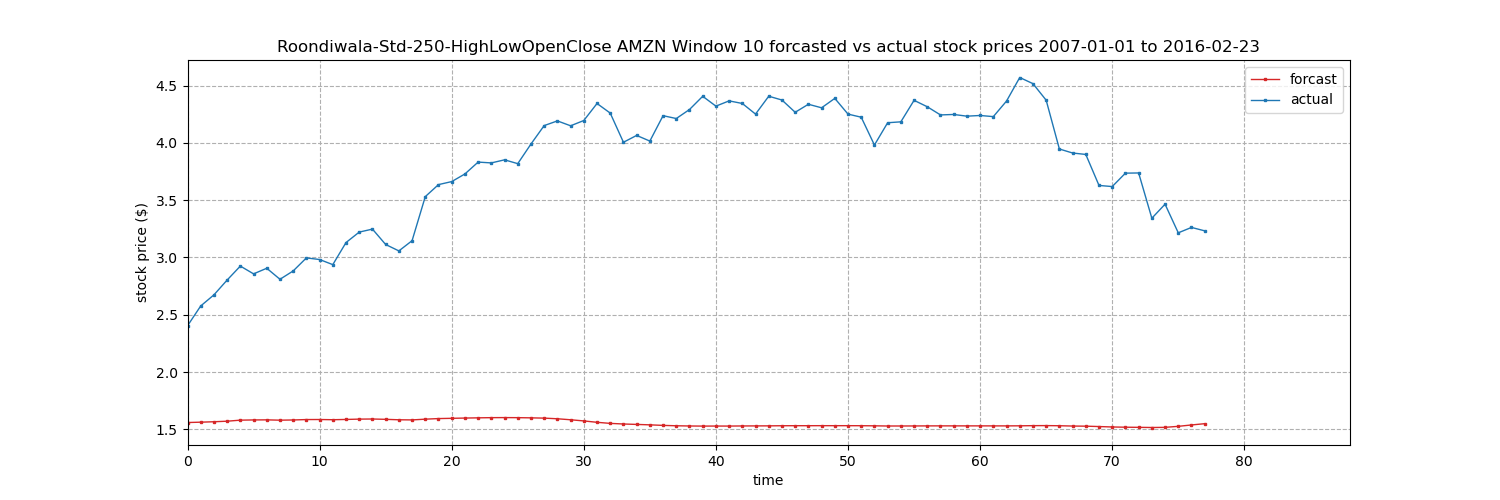 Roondiwala-Std-250-HighLowOpenClose AMZN Window 10 forcasted vs actual stock prices 2007-01-01 to 2016-02-23
forcast
actual
4.5
4.0
3.5
3.0
2.5
2.0
1.5
stock price ($)
0 10 20 30 40 50 60 70 80
time